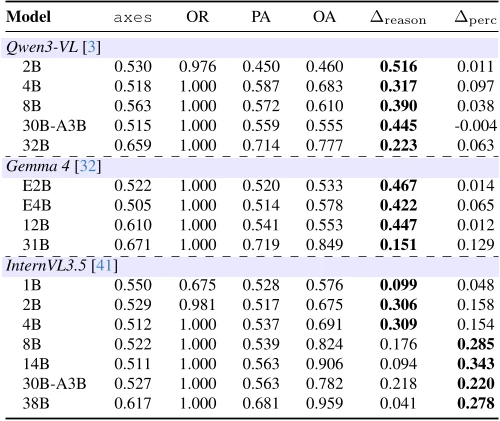 Model axes OR PA OA Δreason Δperc
Qwen3-VL [3]
2B 0.530 0.976 0.450 0.460 0.516 0.011
4B 0.518 1.000 0.587 0.683 0.317 0.097
8B 0.563 1.000 0.572 0.610 0.390 0.038
30B-A3B 0.515 1.000 0.559 0.555 0.445 -0.004
32B 0.659 1.000 0.714 0.777 0.223 0.063
Gemma 4 [32]
E2B 0.522 1.000 0.520 0.533 0.467 0.014
E4B 0.505 1.000 0.514 0.578 0.422 0.065
12B 0.610 1.000 0.541 0.553 0.447 0.012
31B 0.671 1.000 0.719 0.849 0.151 0.129
InternVL3.5 [41]
1B 0.550 0.675 0.528 0.576 0.099 0.048
2B 0.529 0.981 0.517 0.675 0.306 0.158
4B 0.512 1.000 0.537 0.691 0.309 0.154
8B 0.522 1.000 0.539 0.824 0.176 0.285
14B 0.511 1.000 0.563 0.906 0.094 0.343
30B-A3B 0.527 1.000 0.563 0.782 0.218 0.220
38B 0.617 1.000 0.681 0.959 0.041 0.278